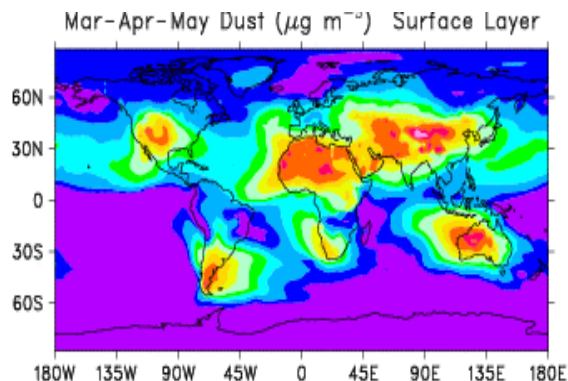 Mar-Apr-May Dust (μg m⁻³) Surface Layer
60N
30N
0
30S
60S
180W 135W 90W 45W 0 45E 90E 135E 180E